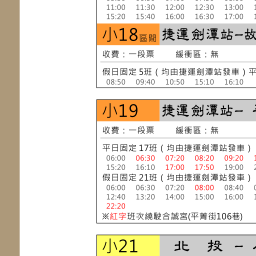 11:00 11:30 12:00 12:30 13:00
15:20 15:40 16:00 16:30 17:00
小18區間 捷運劍潭站-故
收費：一段票 緩衝區：無
假日固定5班（均由捷運劍潭站發車）平
08:50 09:40 10:50 15:10 16:10
小19 捷運劍潭站-
收費：一段票 緩衝區：無
平日固定17班（均由捷運劍潭站發車）
06:00 06:30 07:20 08:20 09:20
15:20 16:10 17:00 17:50 19:00
假日固定21班（均由捷運劍潭站發車）
06:00 06:30 07:20 08:00 08:40
12:40 13:20 14:00 15:00 16:00
22:20
※紅字班次繞駛合誠宮(平菁街106巷)
小21 北 投 -